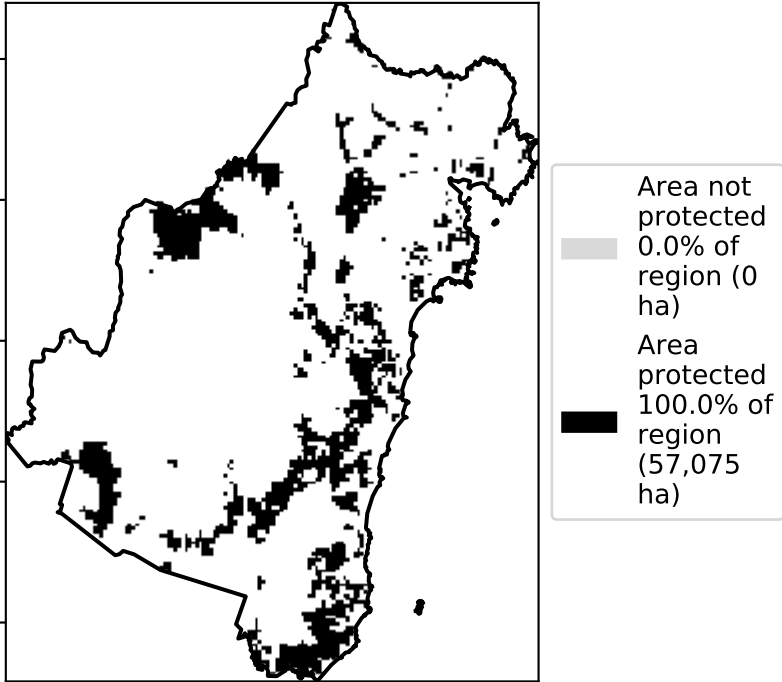 Area not
protected
0.0% of
region (0
ha)
Area
protected
100.0% of
region
(57,075
ha)